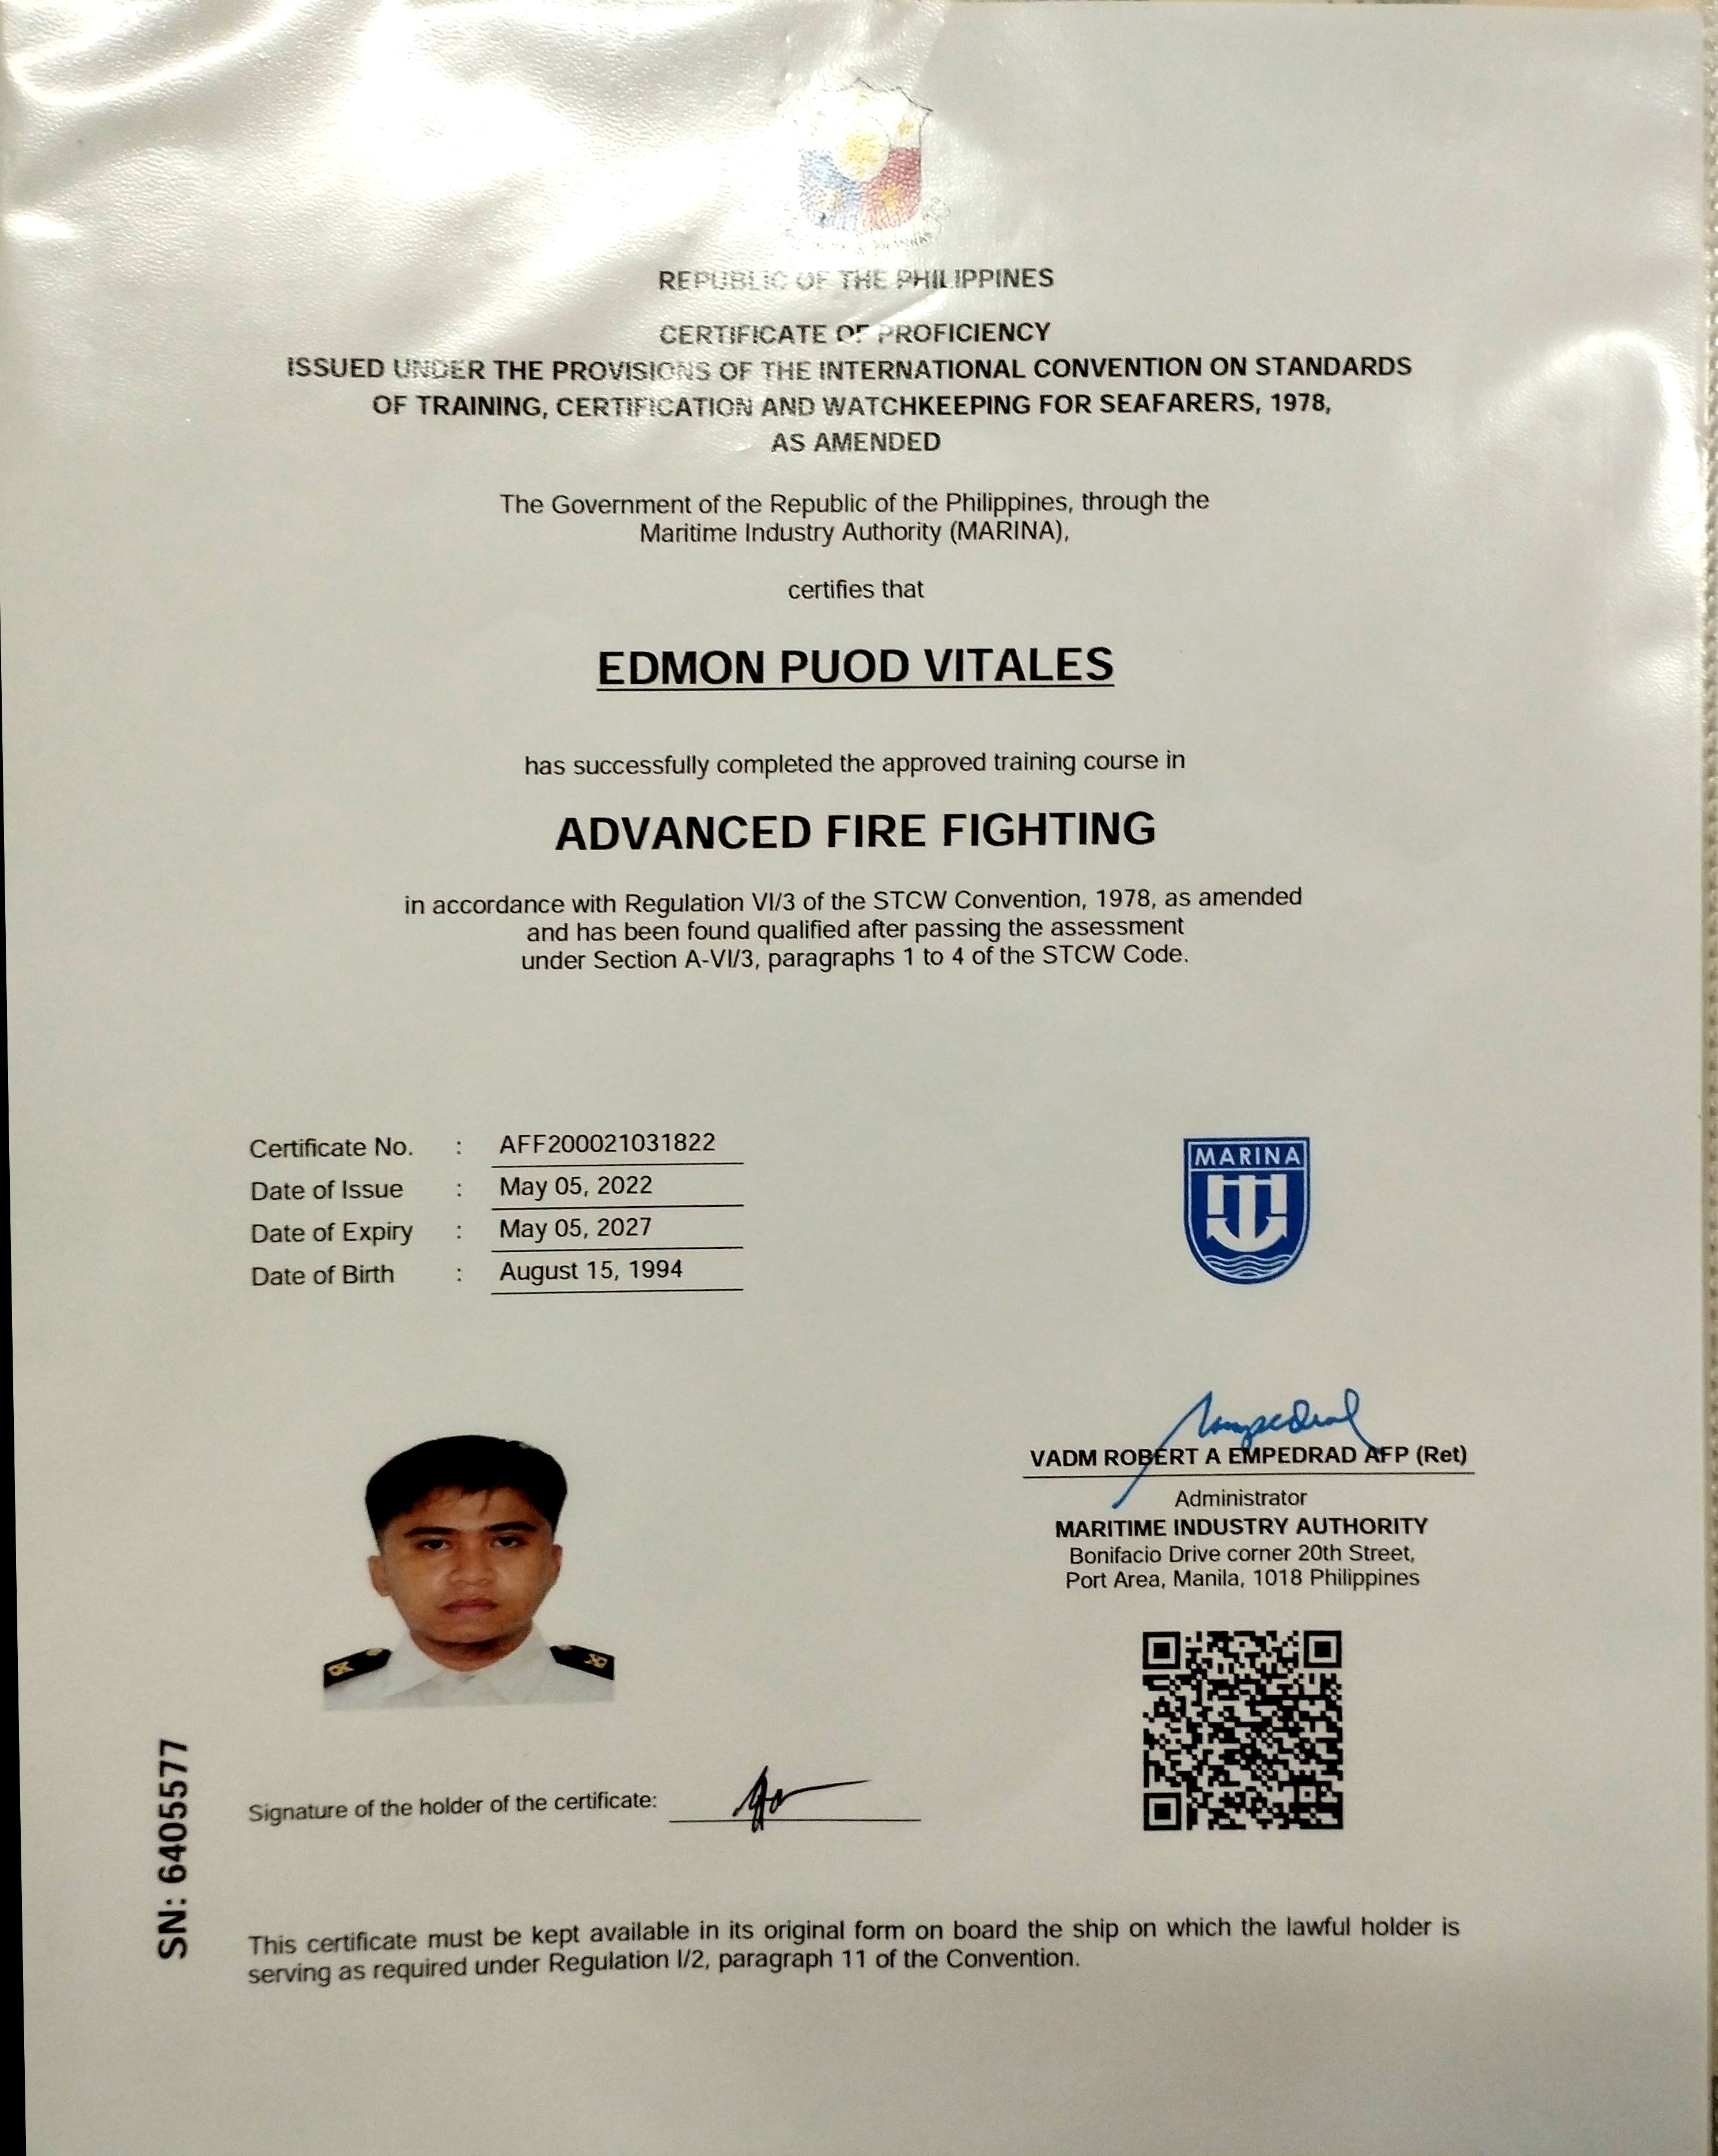 REPUBLIC OF THE PHILIPPINES
CERTIFICATE OF PROFICIENCY
ISSUED UNDER THE PROVISIONS OF THE INTERNATIONAL CONVENTION ON STANDARDS
OF TRAINING, CERTIFICATION AND WATCHKEEPING FOR SEAFARERS, 1978,
AS AMENDED
The Government of the Republic of the Philippines, through the
Maritime Industry Authority (MARINA),
certifies that
EDMON PUOD VITALES
has successfully completed the approved training course in
ADVANCED FIRE FIGHTING
in accordance with Regulation VI/3 of the STCW Convention, 1978, as amended
and has been found qualified after passing the assessment
under Section A-VI/3, paragraphs 1 to 4 of the STCW Code.
Certificate No. : AFF200021031822
Date of Issue : May 05, 2022
Date of Expiry : May 05, 2027
Date of Birth : August 15, 1994
MARINA
VADM ROBERT A EMPEDRAD AFP (Ret)
Administrator
MARITIME INDUSTRY AUTHORITY
Bonifacio Drive corner 20th Street,
Port Area, Manila, 1018 Philippines
Signature of the holder of the certificate:
SN: 6405577
This certificate must be kept available in its original form on board the ship on which the lawful holder is
serving as required under Regulation I/2, paragraph 11 of the Convention.